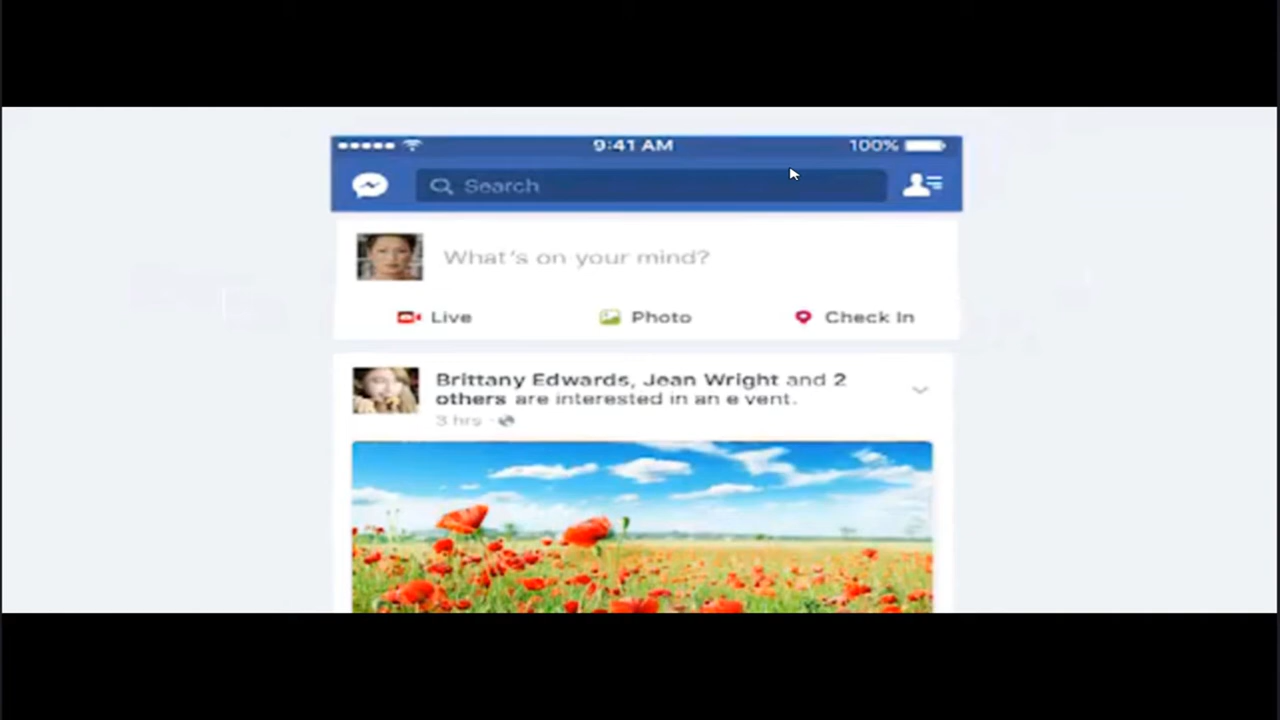 9:41 AM 100%
Search
What's on your mind?
Live Photo Check In
Brittany Edwards, Jean Wright and 2
others are interested in an event.
3 hrs ·